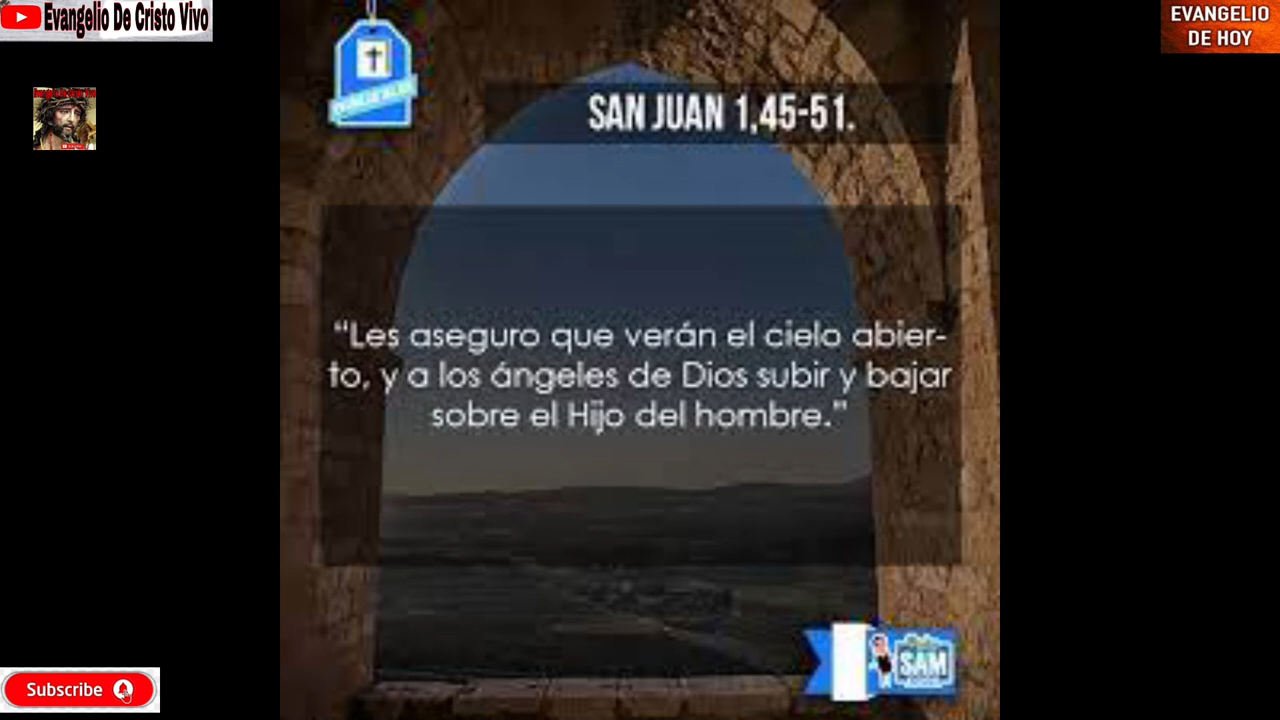 Evangelio De Cristo Vivo
EVANGELIO
DE HOY
SAN JUAN 1,45-51.
“Les aseguro que verán el cielo abier-
to, y a los ángeles de Dios subir y bajar
sobre el Hijo del hombre.”
SAM
Subscribe